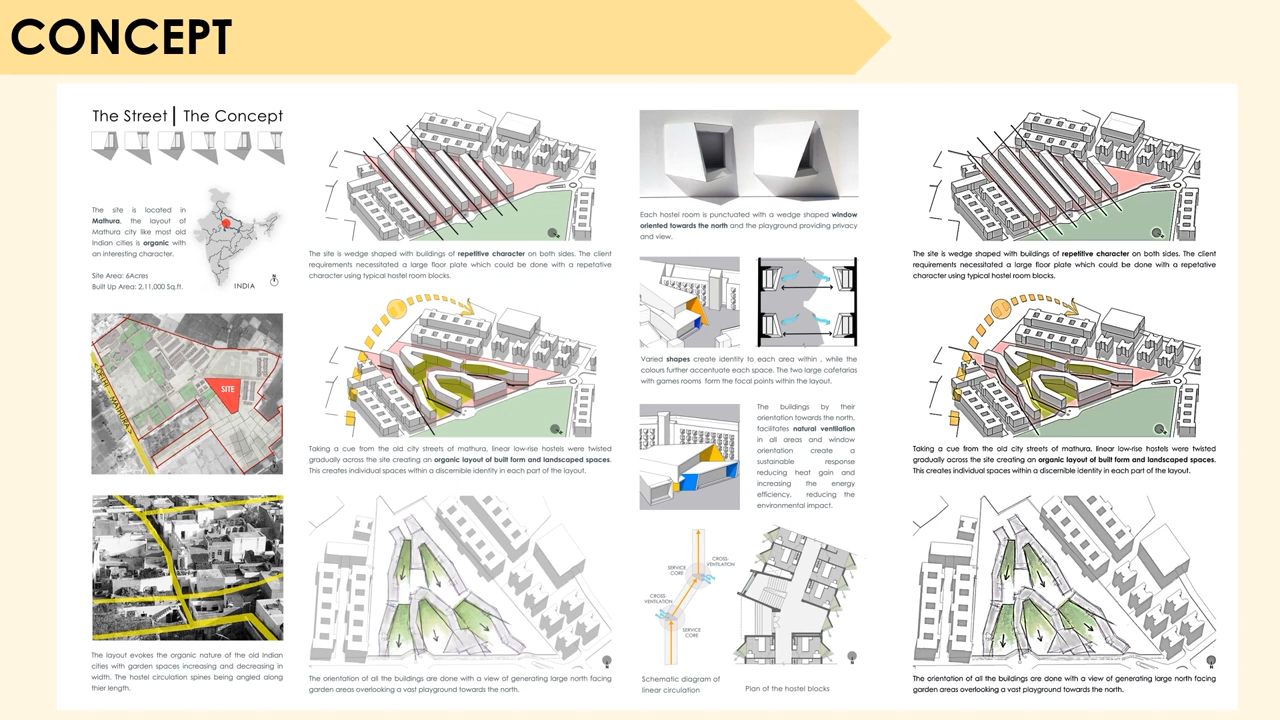 CONCEPT
The Street | The Concept
The site is located in
Mathura, the layout of
Mathura city like most old
Indian cities is organic with
an interesting character.
Site Area: 6Acres
Built Up Area: 2,11,000 Sq.ft.
INDIA
N
< DELHI - MATHURA >
SITE
The layout evokes the organic nature of the old Indian
cities with garden spaces increasing and decreasing in
width. The hostel circulation spines being angled along
thier length.
The site is wedge shaped with buildings of repetitive character on both sides. The client
requirements necessitated a large floor plate which could be done with a repetative
character using typical hostel room blocks.
Taking a cue from the old city streets of mathura, linear low-rise hostels were twisted
gradually across the site creating an organic layout of built form and landscaped spaces.
This creates individual spaces within a discernible identity in each part of the layout.
The orientation of all the buildings are done with a view of generating large north facing
garden areas overlooking a vast playground towards the north.
Each hostel room is punctuated with a wedge shaped window
oriented towards the north and the playground providing privacy
and view.
Varied shapes create identity to each area within , while the
colours further accentuate each space. The two large cafetarias
with games rooms form the focal points within the layout.
The buildings by their
orientation towards the north,
facilitates natural ventilation
in all areas and window
orientation create a
sustainable response
reducing heat gain and
increasing the energy
efficiency, reducing the
environmental impact.
CROSS-
VENTILATION
SERVICE
CORE
CROSS-
VENTILATION
SERVICE
CORE
Schematic diagram of
linear circulation
Plan of the hostel blocks
The site is wedge shaped with buildings of repetitive character on both sides. The client
requirements necessitated a large floor plate which could be done with a repetative
character using typical hostel room blocks.
Taking a cue from the old city streets of mathura, linear low-rise hostels were twisted
gradually across the site creating an organic layout of built form and landscaped spaces.
This creates individual spaces within a discernible identity in each part of the layout.
The orientation of all the buildings are done with a view of generating large north facing
garden areas overlooking a vast playground towards the north.